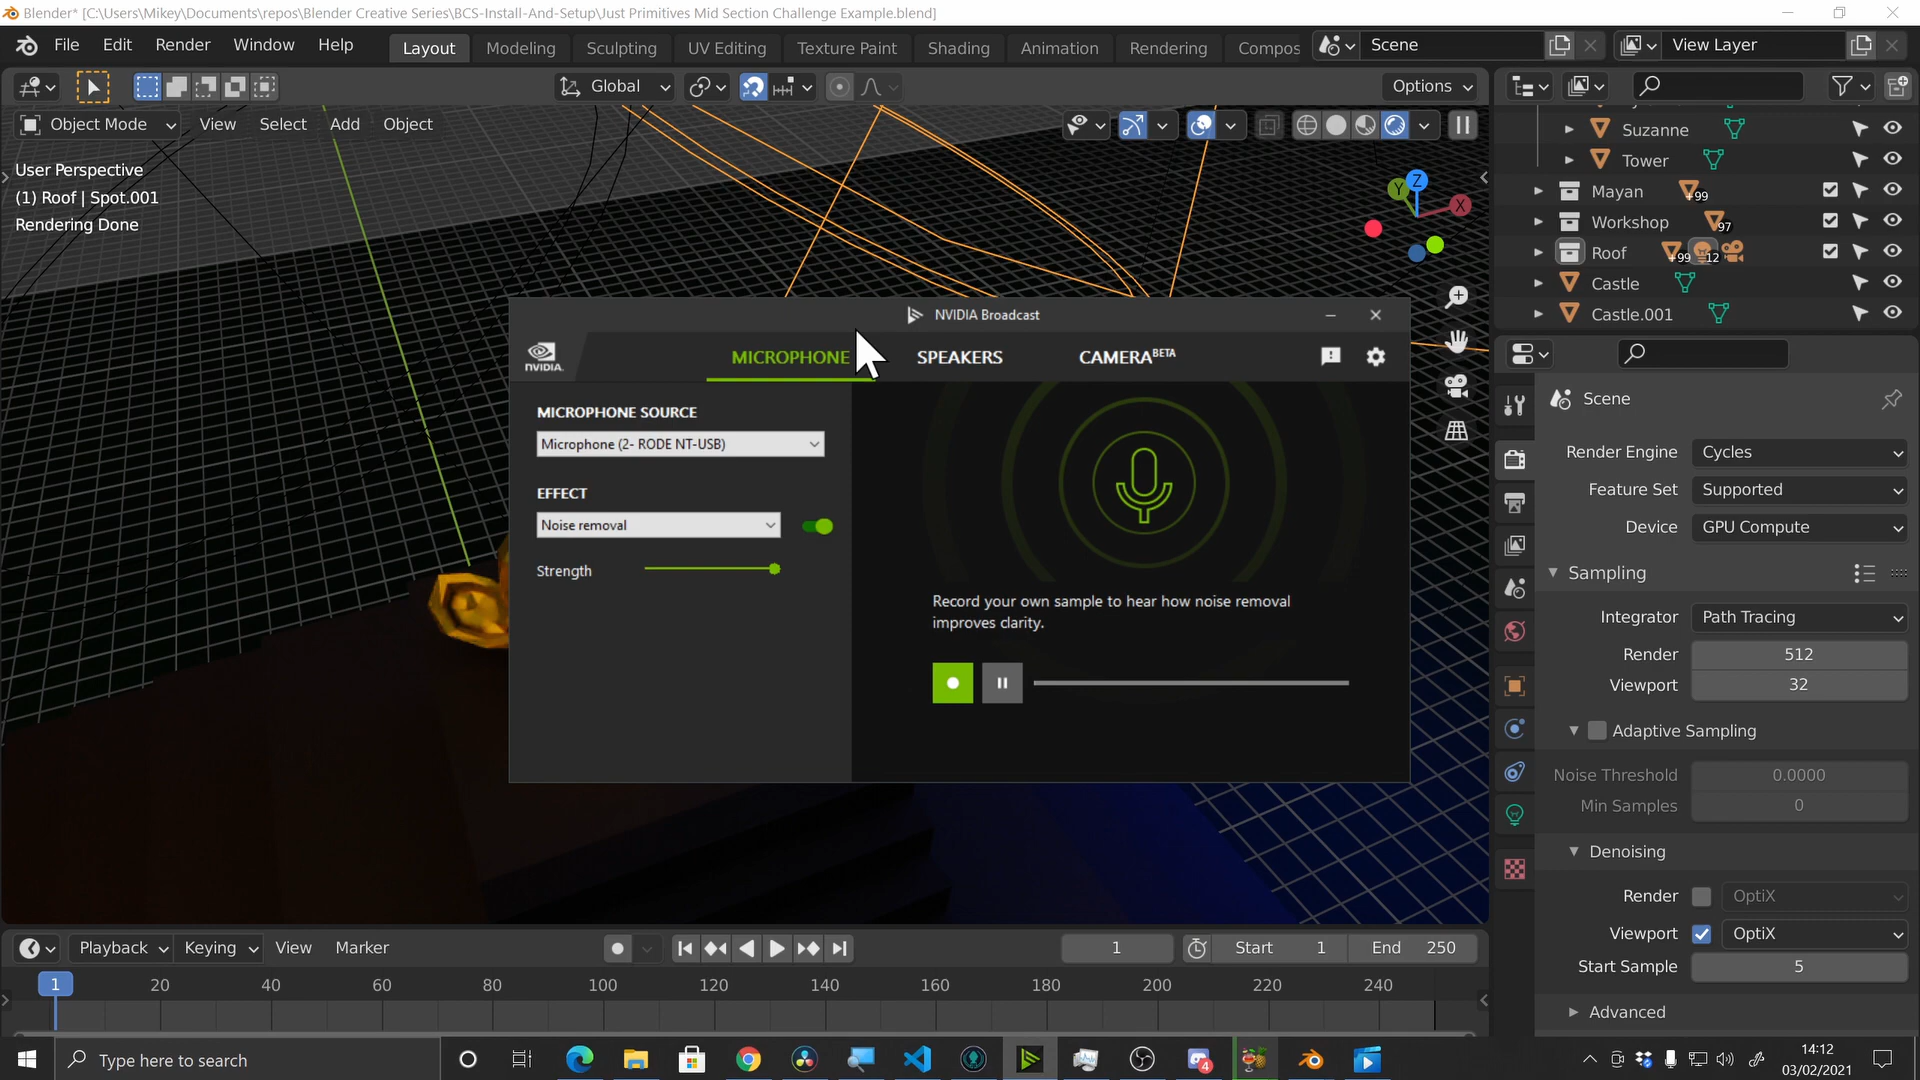 Blender* [C:\Users\Mikey\Documents\repos\Blender Creative Series\BCS-Install-And-Setup\Just Primitives Mid Section Challenge Example.blend]
File Edit Render Window Help Layout Modeling Sculpting UV Editing Texture Paint Shading Animation Rendering Compos Scene View Layer
Global Options
Object Mode View Select Add Object
User Perspective
(1) Roof | Spot.001
Rendering Done
Z
Y
X
Suzanne
Tower
Mayan +99
Workshop 97
Roof +99 12
Castle
Castle.001
NVIDIA Broadcast
NVIDIA.
MICROPHONE SPEAKERS CAMERA BETA
MICROPHONE SOURCE
Microphone (2- RODE NT-USB)
EFFECT
Noise removal
Strength
Record your own sample to hear how noise removal
improves clarity.
Scene
Render Engine Cycles
Feature Set Supported
Device GPU Compute
Sampling
Integrator Path Tracing
Render 512
Viewport 32
Adaptive Sampling
Noise Threshold 0.0000
Min Samples 0
Denoising
Render OptiX
Viewport OptiX
Start Sample 5
Advanced
Playback Keying View Marker 1 Start 1 End 250
1 20 40 60 80 100 120 140 160 180 200 220 240
Type here to search
4
14:12
03/02/2021